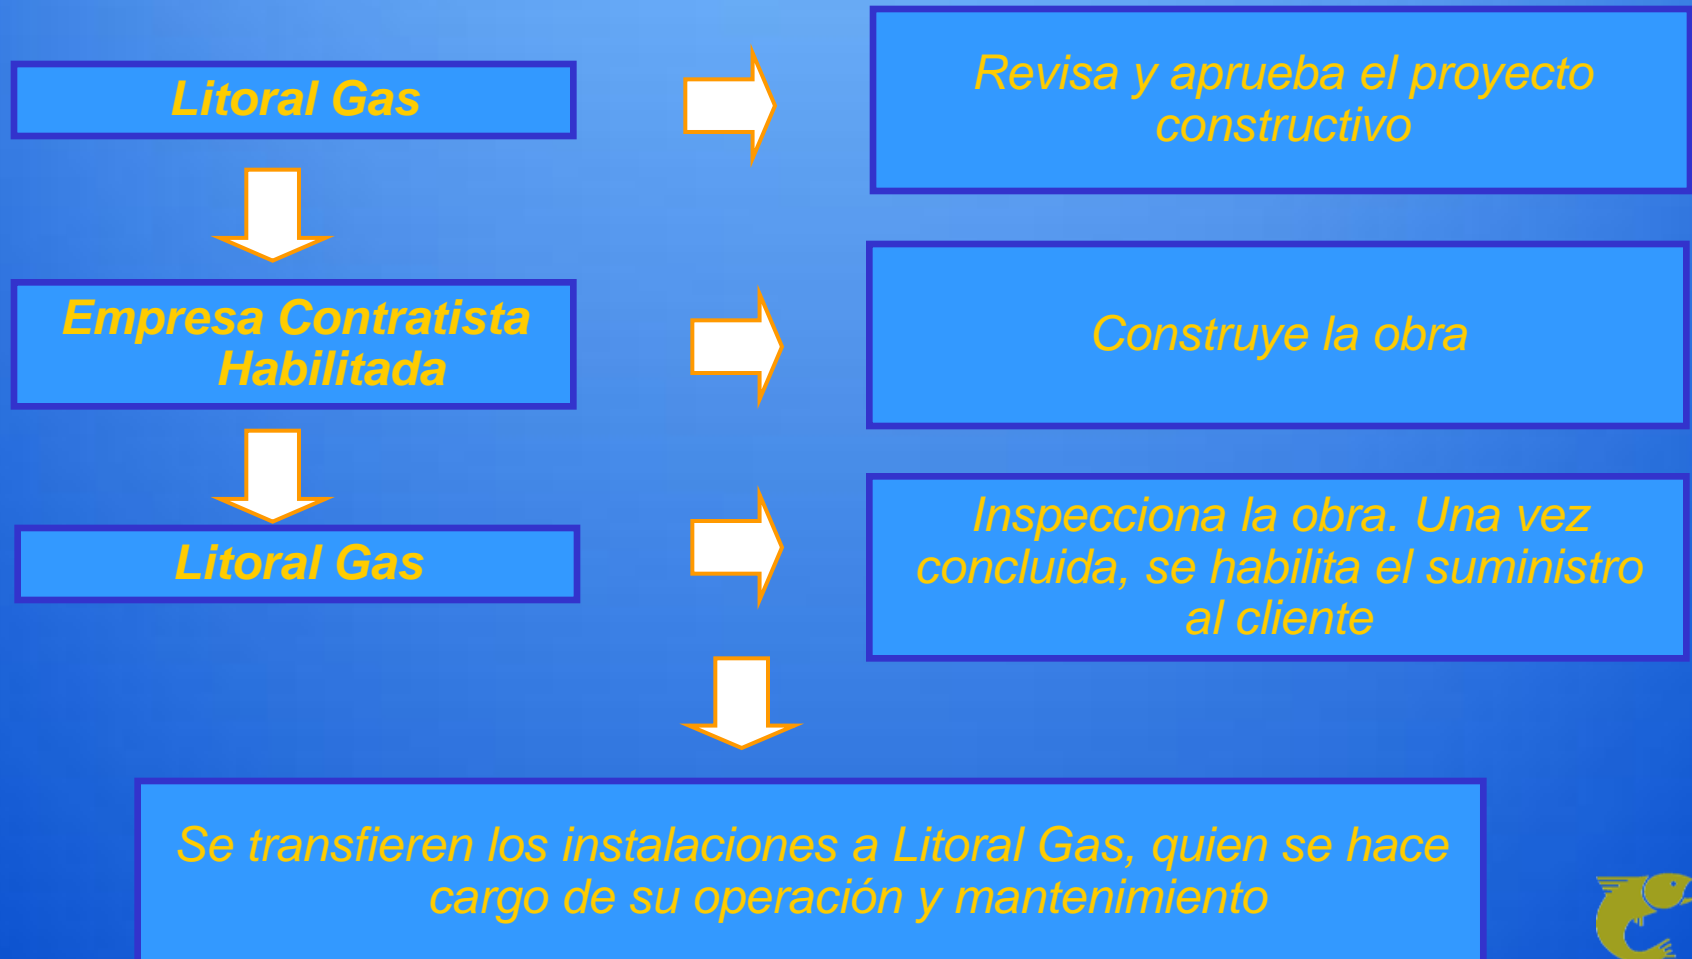 Litoral Gas
Revisa y aprueba el proyecto
constructivo
Empresa Contratista
Habilitada
Construye la obra
Litoral Gas
Inspecciona la obra. Una vez
concluida, se habilita el suministro
al cliente
Se transfieren los instalaciones a Litoral Gas, quien se hace
cargo de su operación y mantenimiento